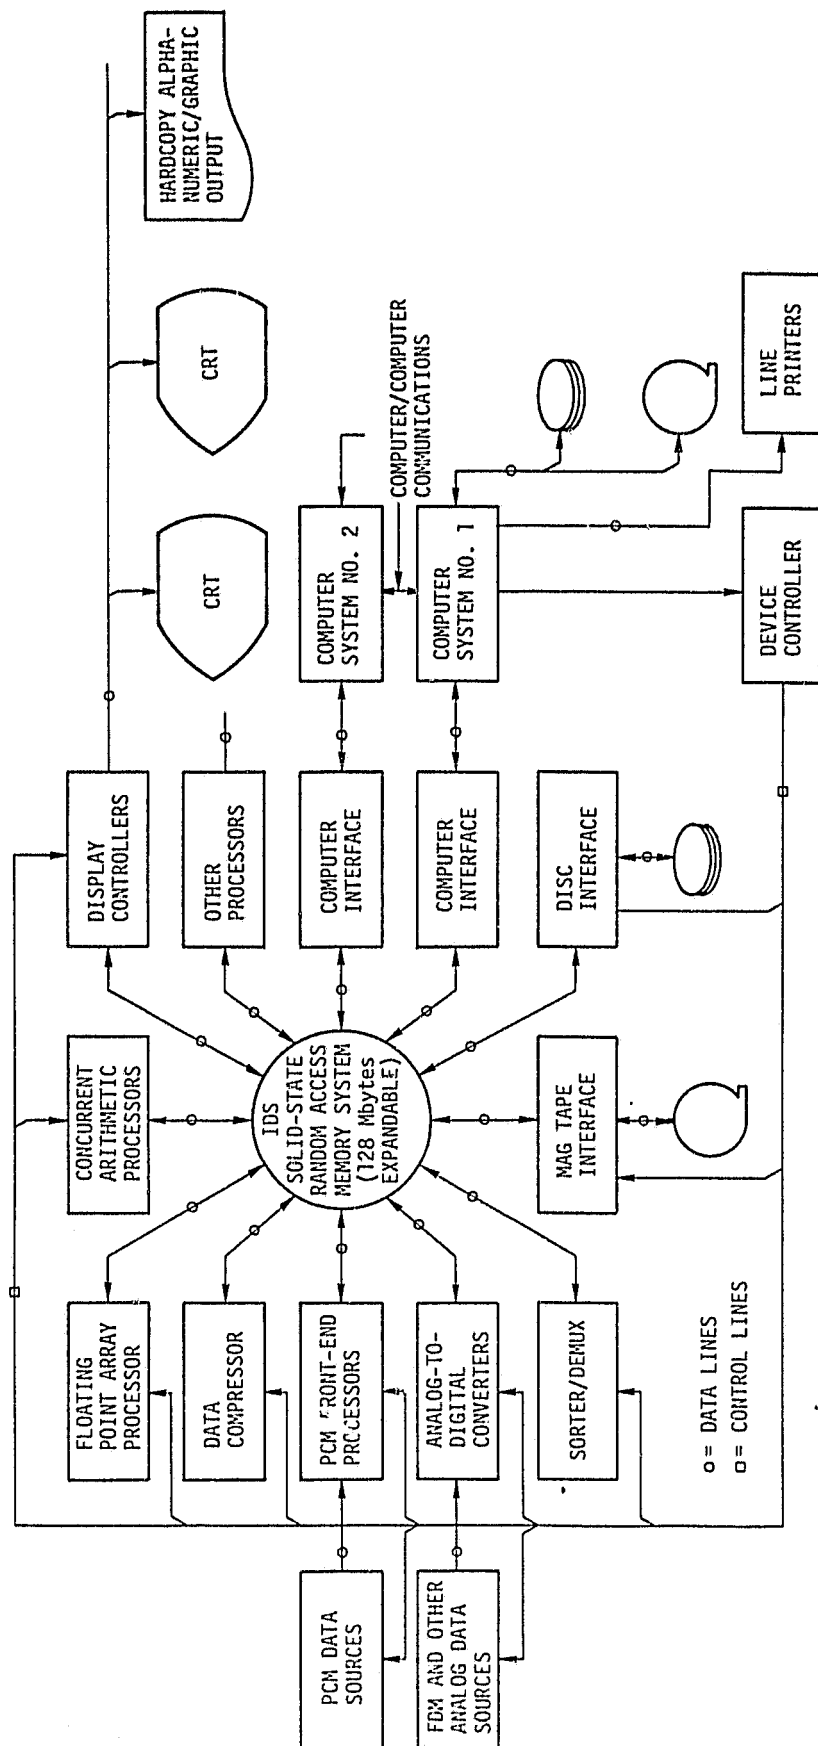 HARDCOPY ALPHA-
NUMERIC/GRAPHIC
OUTPUT
CRT
CRT
DISPLAY
CONTROLLERS
CONCURRENT
ARITHMETIC
PROCESSORS
FLOATING
POINT ARRAY
PROCESSOR
OTHER
PROCESSORS
DATA
COMPRESSOR
COMPUTER/COMPUTER
COMMUNICATIONS
COMPUTER
SYSTEM NO. 2
COMPUTER
INTERFACE
IDS
SOLID-STATE
RANDOM ACCESS
MEMORY SYSTEM
(128 Mbytes
EXPANDABLE)
PCM FRONT-END
PROCESSORS
PCM DATA
SOURCES
COMPUTER
SYSTEM NO. 1
COMPUTER
INTERFACE
ANALOG-TO-
DIGITAL
CONVERTERS
FDM AND OTHER
ANALOG DATA
SOURCES
DISC
INTERFACE
MAG TAPE
INTERFACE
SORTER/DEMUX
LINE
PRINTERS
DEVICE
CONTROLLER
O = DATA LINES
□ = CONTROL LINES